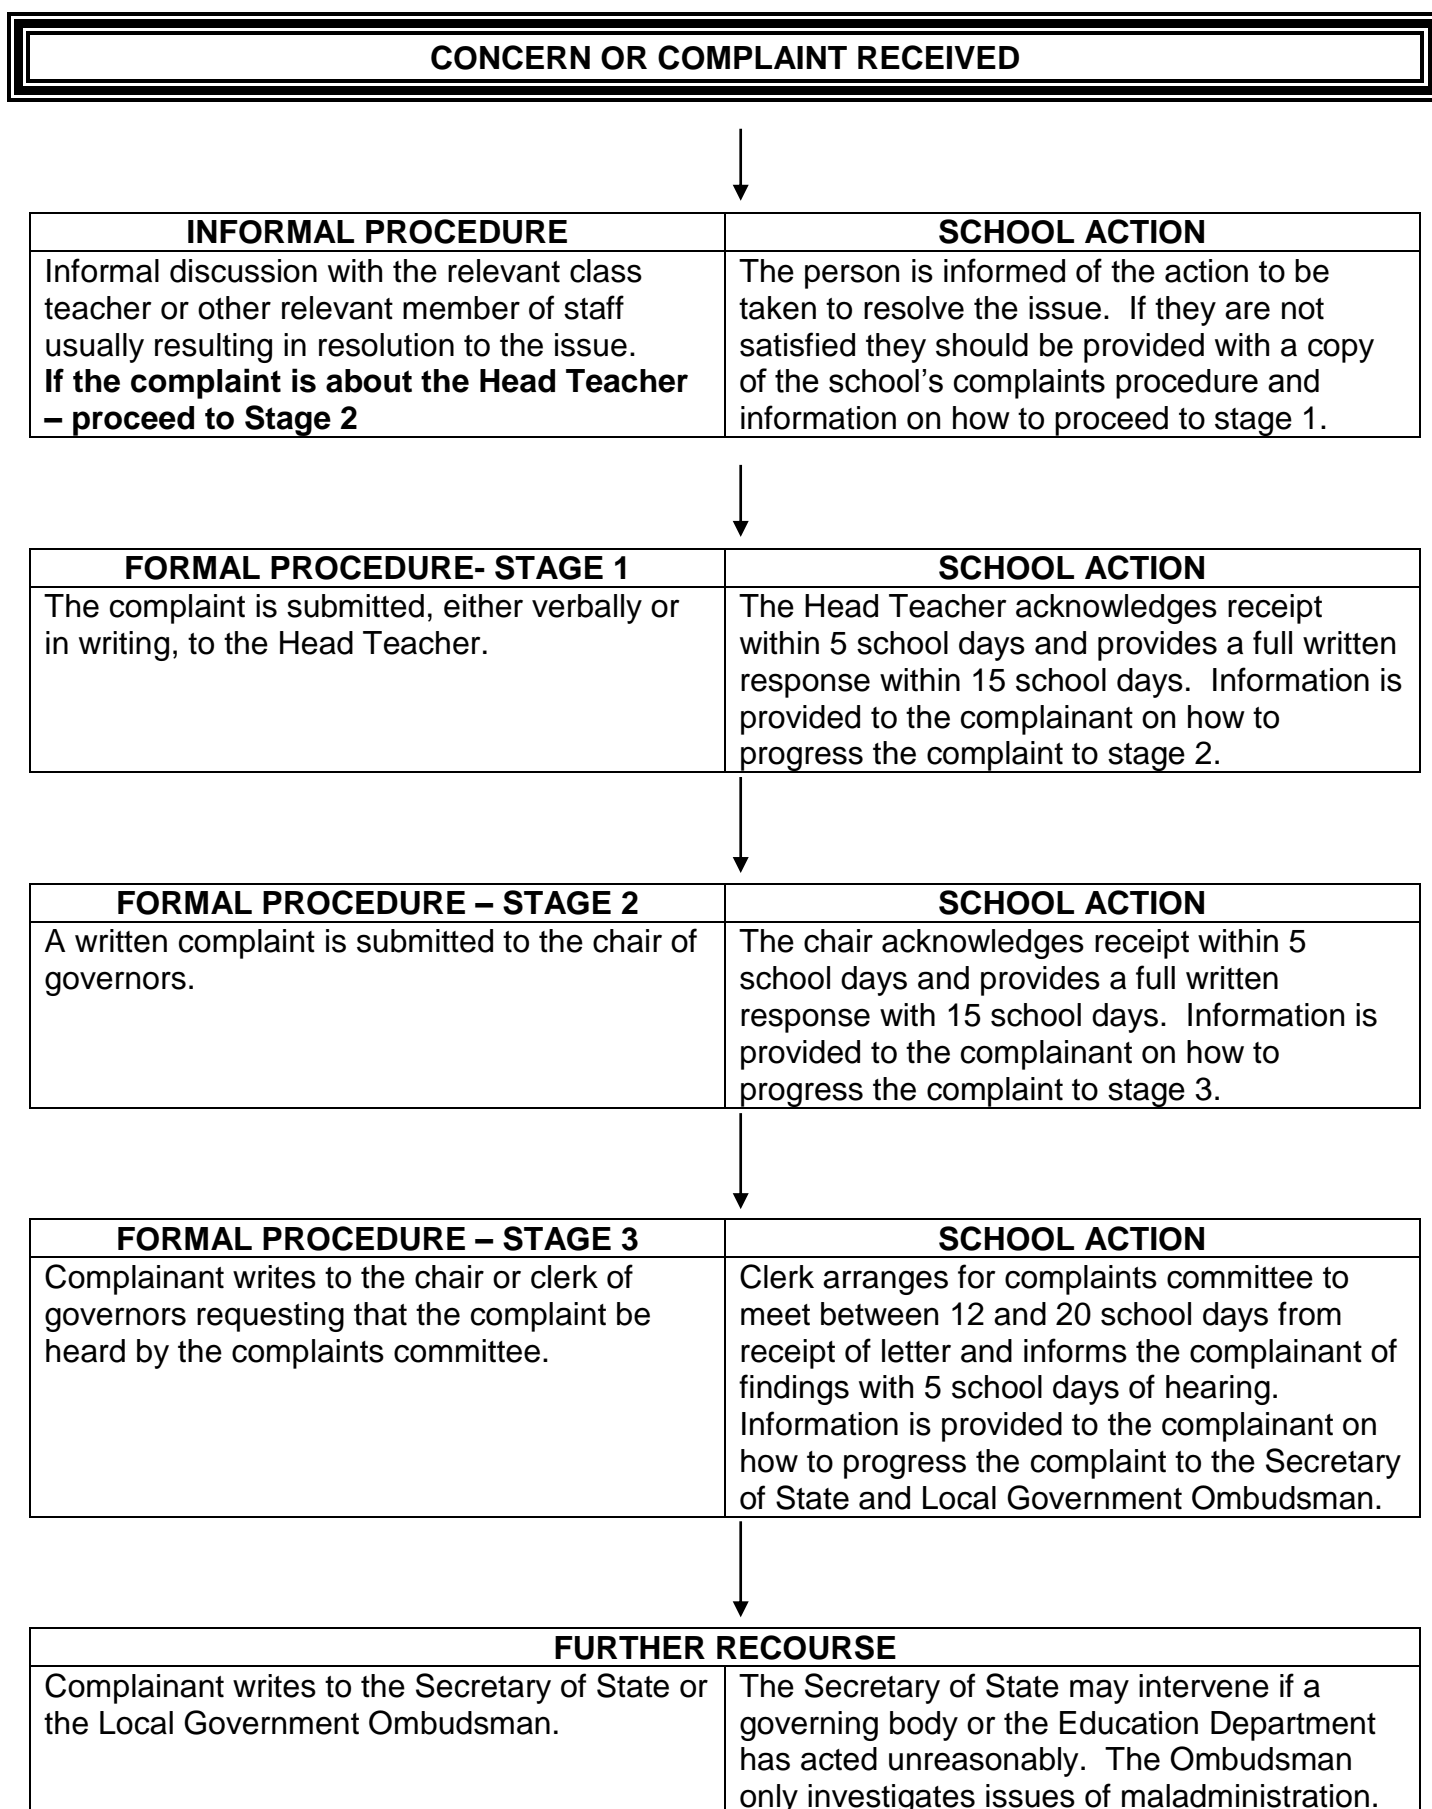 CONCERN OR COMPLAINT RECEIVED
INFORMAL PROCEDURE
Informal discussion with the relevant class
teacher or other relevant member of staff
usually resulting in resolution to the issue.
If the complaint is about the Head Teacher
– proceed to Stage 2
SCHOOL ACTION
The person is informed of the action to be
taken to resolve the issue.  If they are not
satisfied they should be provided with a copy
of the school’s complaints procedure and
information on how to proceed to stage 1.
FORMAL PROCEDURE- STAGE 1
The complaint is submitted, either verbally or
in writing, to the Head Teacher.
SCHOOL ACTION
The Head Teacher acknowledges receipt
within 5 school days and provides a full written
response within 15 school days.  Information is
provided to the complainant on how to
progress the complaint to stage 2.
FORMAL PROCEDURE – STAGE 2
A written complaint is submitted to the chair of
governors.
SCHOOL ACTION
The chair acknowledges receipt within 5
school days and provides a full written
response with 15 school days.  Information is
provided to the complainant on how to
progress the complaint to stage 3.
FORMAL PROCEDURE – STAGE 3
Complainant writes to the chair or clerk of
governors requesting that the complaint be
heard by the complaints committee.
SCHOOL ACTION
Clerk arranges for complaints committee to
meet between 12 and 20 school days from
receipt of letter and informs the complainant of
findings with 5 school days of hearing.
Information is provided to the complainant on
how to progress the complaint to the Secretary
of State and Local Government Ombudsman.
FURTHER RECOURSE
Complainant writes to the Secretary of State or
the Local Government Ombudsman.
The Secretary of State may intervene if a
governing body or the Education Department
has acted unreasonably.  The Ombudsman
only investigates issues of maladministration.